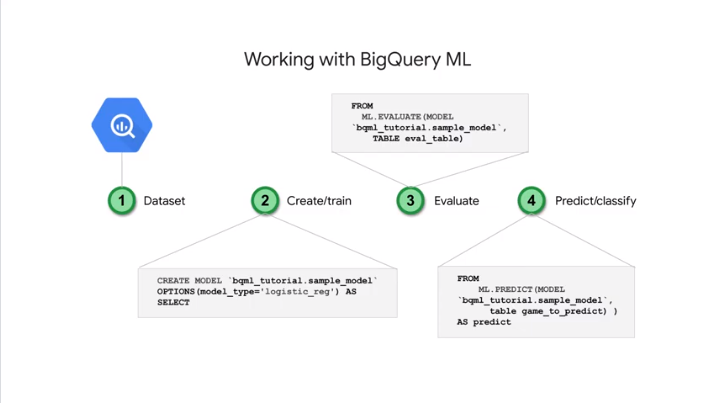 Working with BigQuery ML
FROM
ML.EVALUATE(MODEL
`bqml_tutorial.sample_model`,
TABLE eval_table)
1 Dataset
2 Create/train
3 Evaluate
4 Predict/classify
CREATE MODEL `bqml_tutorial.sample_model`
OPTIONS(model_type='logistic_reg') AS
SELECT
FROM
ML.PREDICT(MODEL
`bqml_tutorial.sample_model`,
table game_to_predict) )
AS predict